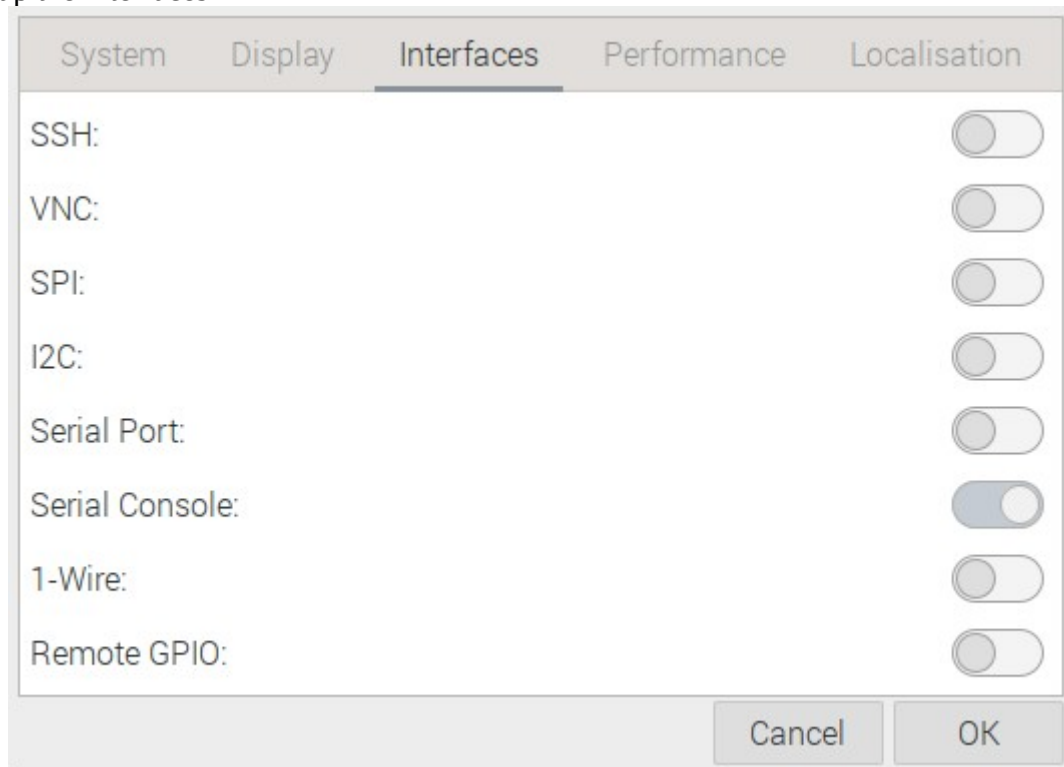 System Display Interfaces Performance Localisation
SSH:
VNC:
SPI:
I2C:
Serial Port:
Serial Console:
1-Wire:
Remote GPIO:
Cancel OK